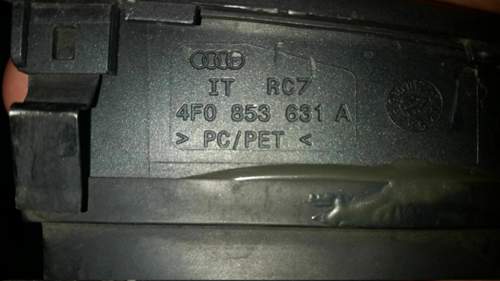 IT RC7
4F0 853 631 A
> PC/PET <